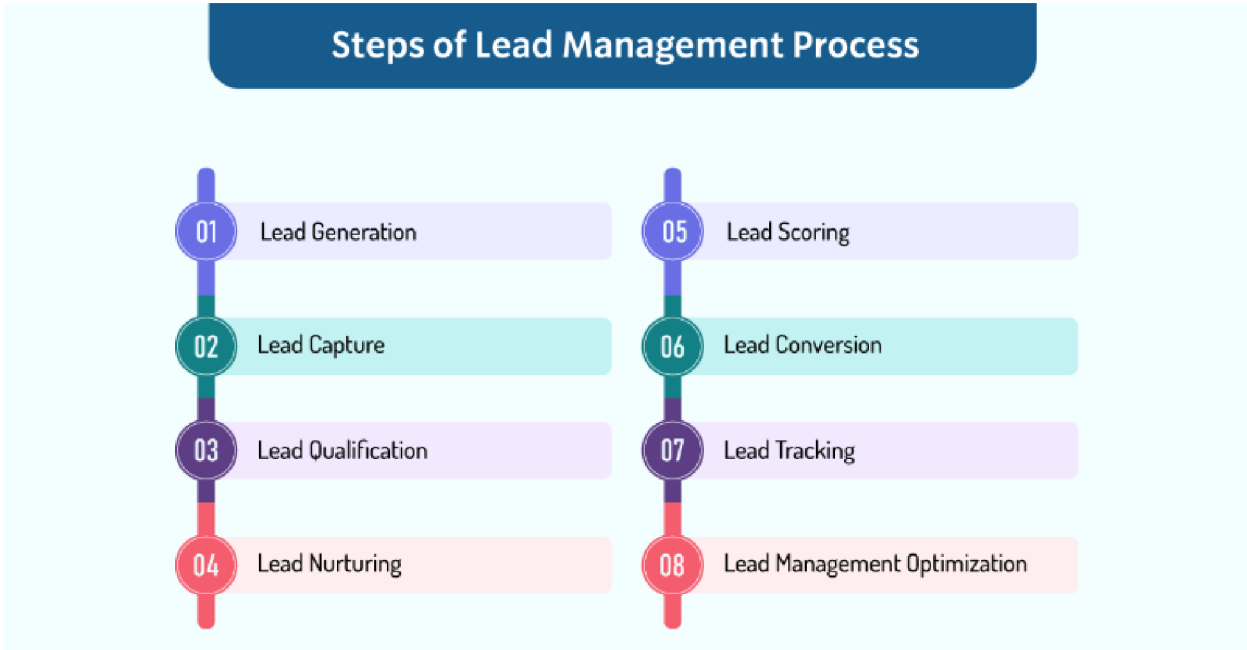 Steps of Lead Management Process
01 Lead Generation
02 Lead Capture
03 Lead Qualification
04 Lead Nurturing
05 Lead Scoring
06 Lead Conversion
07 Lead Tracking
08 Lead Management Optimization